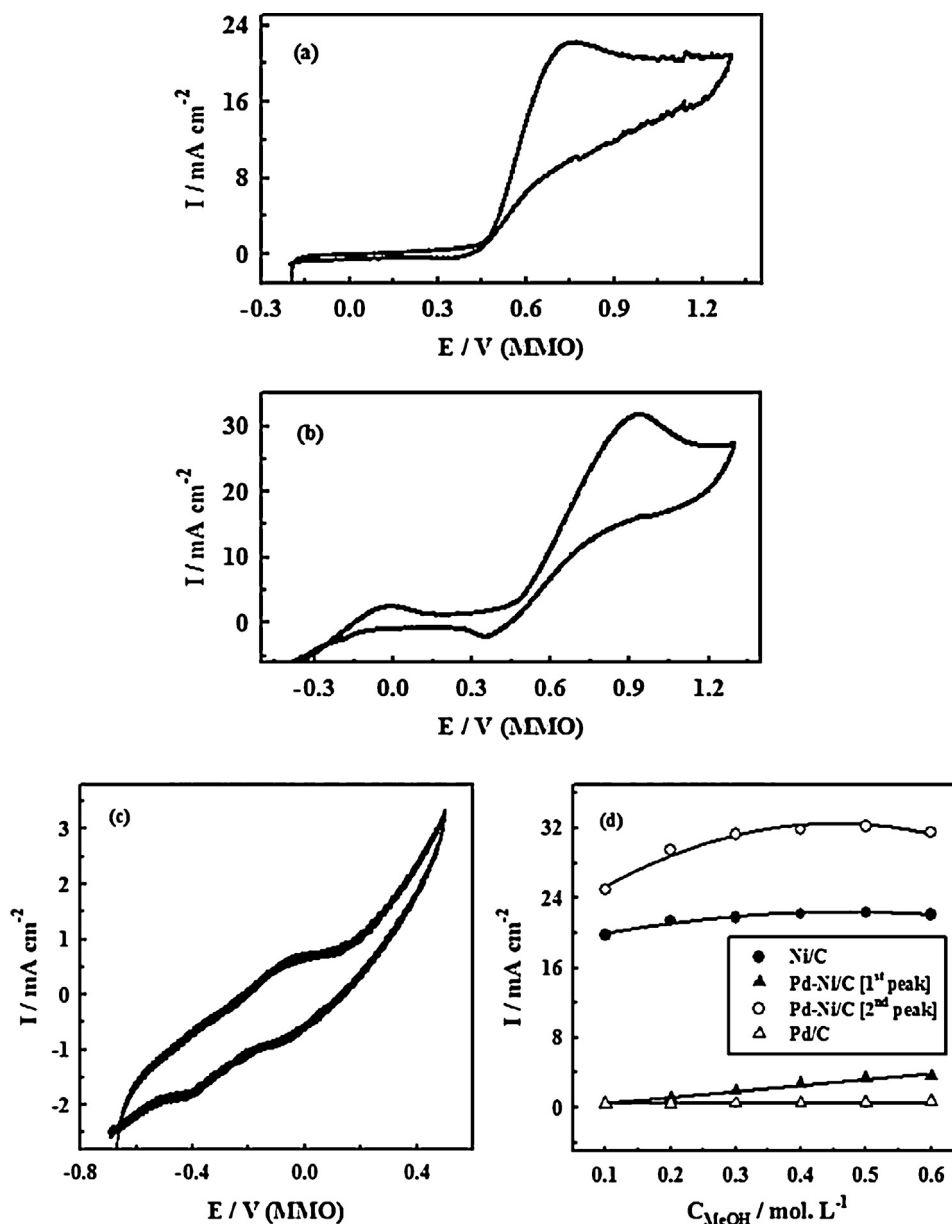 (a)
I / mA cm-2
24
16
8
0
-0.3 0.0 0.3 0.6 0.9 1.2
E / V (MMO)
(b)
I / mA cm-2
30
20
10
0
-0.3 0.0 0.3 0.6 0.9 1.2
E / V (MMO)
(c)
I / mA cm-2
3
2
1
0
-1
-2
-0.8 -0.4 0.0 0.4
E / V (MMO)
(d)
I / mA cm-2
32
24
16
8
0
Ni/C
Pd-Ni/C [1st peak]
Pd-Ni/C [2nd peak]
Pd/C
0.1 0.2 0.3 0.4 0.5 0.6
CMeOH / mol. L-1